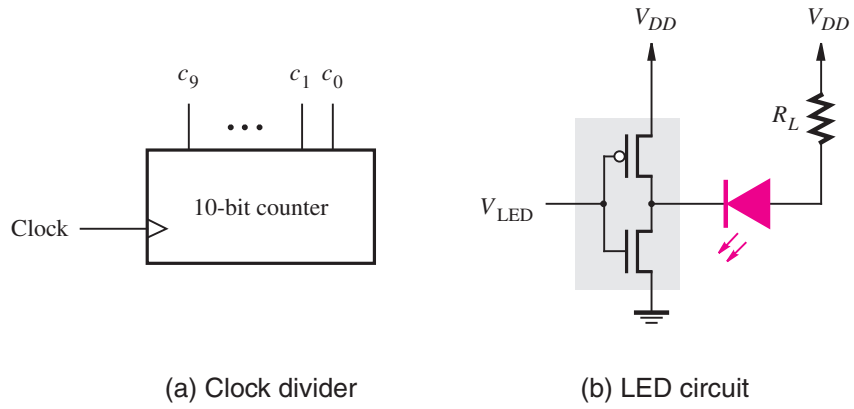 c9 c1 c0
10-bit counter
Clock
(a) Clock divider
VDD VDD
RL
VLED
(b) LED circuit